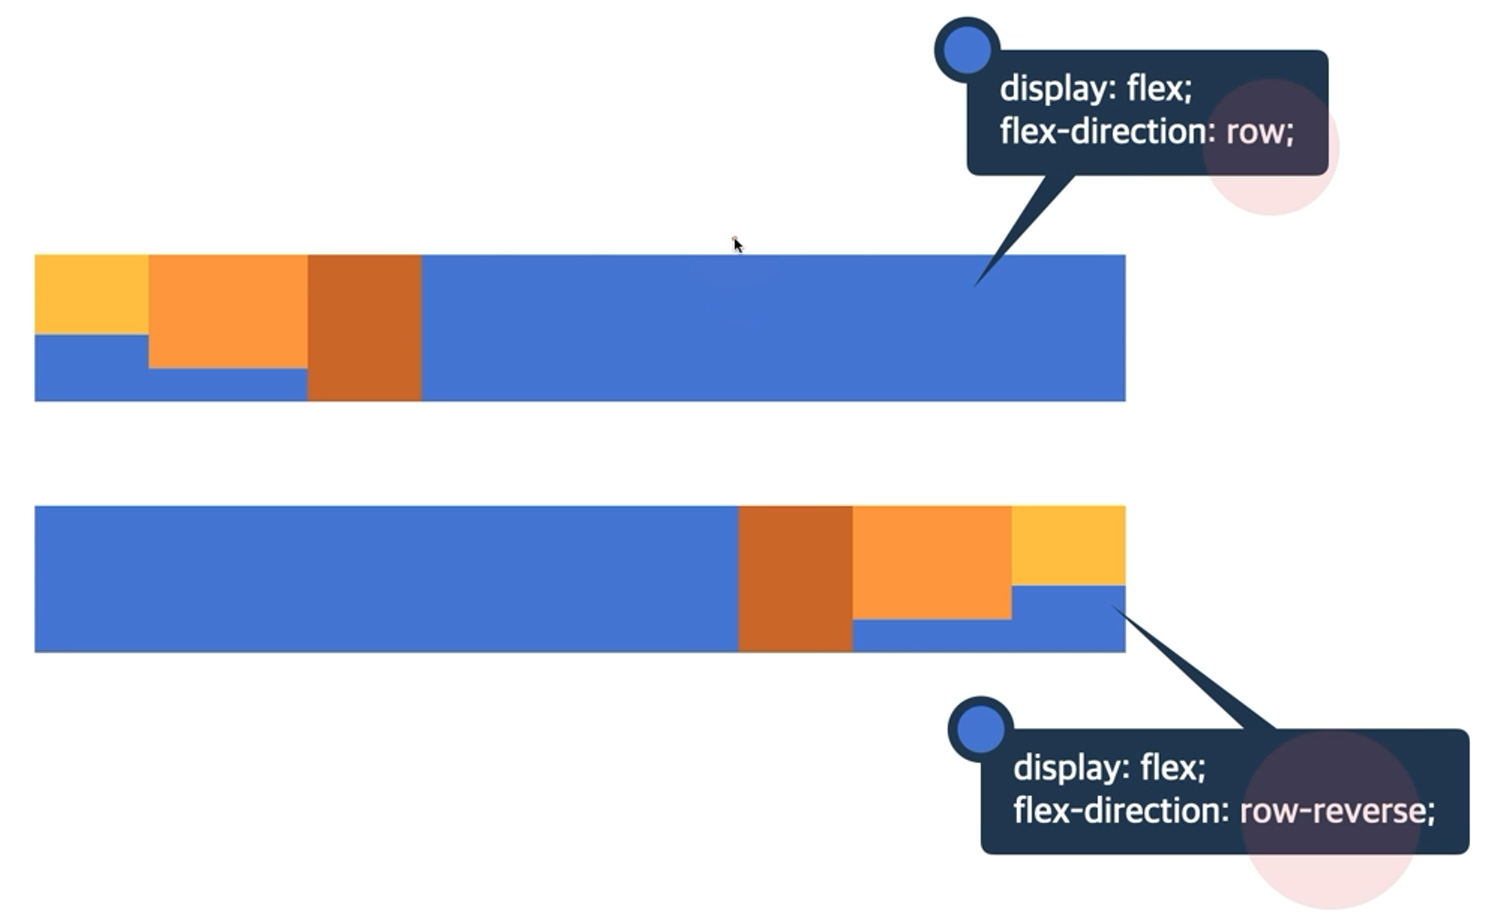 display: flex;
flex-direction: row;
display: flex;
flex-direction: row-reverse;